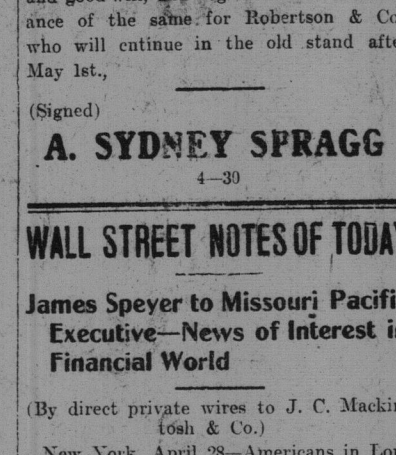 ance of the same for Robertson & Co
who will cntinue in the old stand afte
May 1st.,
(Signed)
A. SYDNEY SPRAGG
4—30
WALL STREET NOTES OF TODA
James Speyer to Missouri Pacifi
Executive—News of Interest i
Financial World
(By direct private wires to J. C. Mackin
tosh & Co.)
New York, April 28—Americans in Lon